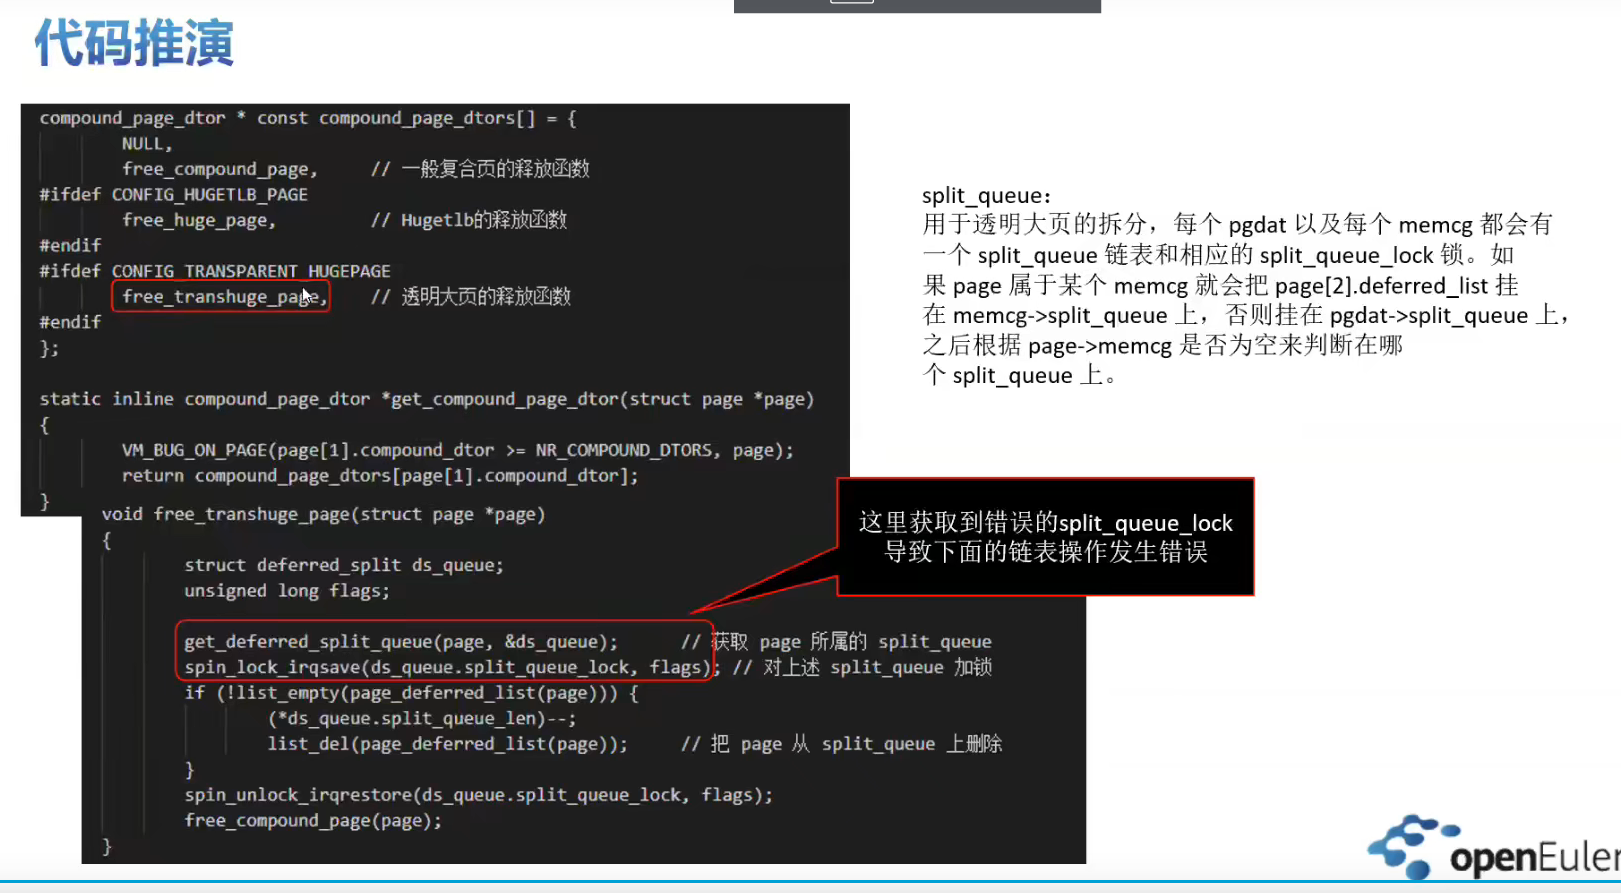 代码推演
compound_page_dtor * const compound_page_dtors[] = {
NULL,
free_compound_page, // 一般复合页的释放函数
#ifdef CONFIG_HUGETLB_PAGE
free_huge_page, // Hugetlb的释放函数
#endif
#ifdef CONFIG_TRANSPARENT_HUGEPAGE
free_transhuge_page, // 透明大页的释放函数
#endif
};
static inline compound_page_dtor *get_compound_page_dtor(struct page *page)
{
VM_BUG_ON_PAGE(page[1].compound_dtor >= NR_COMPOUND_DTORS, page);
return compound_page_dtors[page[1].compound_dtor];
}
void free_transhuge_page(struct page *page)
{
struct deferred_split ds_queue;
unsigned long flags;
get_deferred_split_queue(page, &ds_queue); // 获取 page 所属的 split_queue
spin_lock_irqsave(ds_queue.split_queue_lock, flags); // 对上述 split_queue 加锁
if (!list_empty(page_deferred_list(page))) {
(*ds_queue.split_queue_len)--;
list_del(page_deferred_list(page)); // 把 page 从 split_queue 上删除
}
spin_unlock_irqrestore(ds_queue.split_queue_lock, flags);
free_compound_page(page);
}
split_queue：
用于透明大页的拆分，每个 pgdat 以及每个 memcg 都会有
一个 split_queue 链表和相应的 split_queue_lock 锁。如
果 page 属于某个 memcg 就会把 page[2].deferred_list 挂
在 memcg->split_queue 上，否则挂在 pgdat->split_queue 上，
之后根据 page->memcg 是否为空来判断在哪
个 split_queue 上。
这里获取到错误的split_queue_lock
导致下面的链表操作发生错误
openEuler